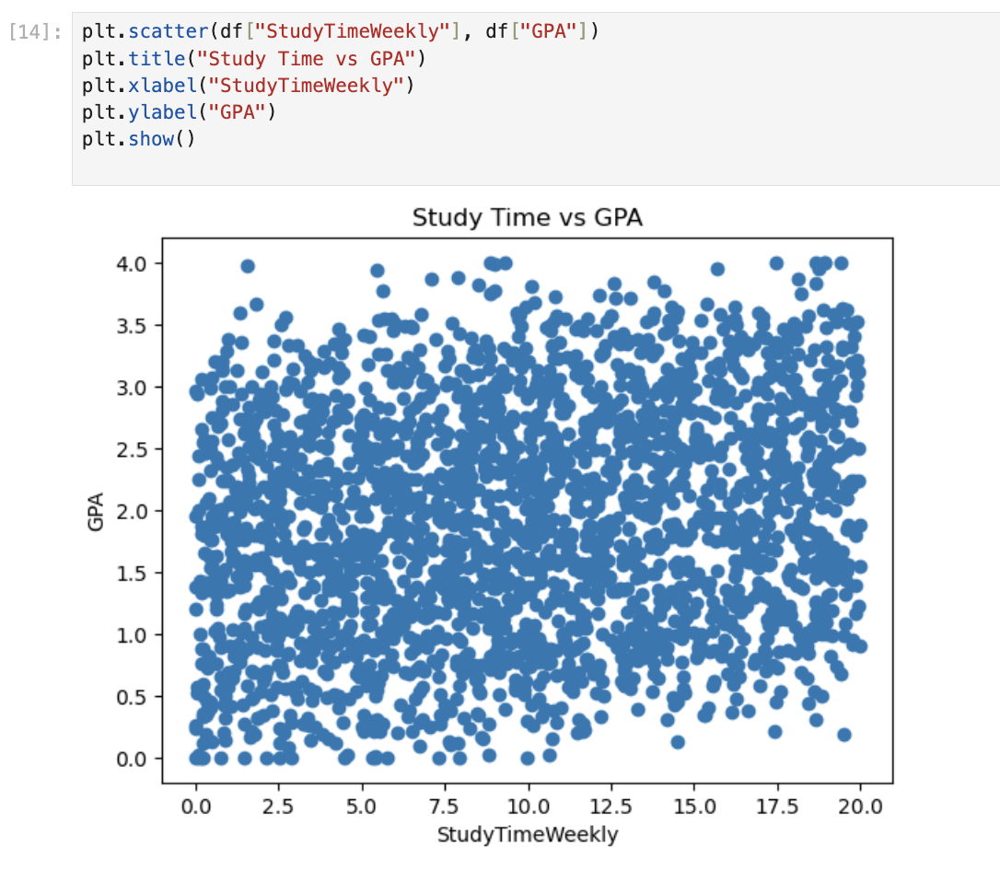 [14]: plt.scatter(df["StudyTimeWeekly"], df["GPA"])
plt.title("Study Time vs GPA")
plt.xlabel("StudyTimeWeekly")
plt.ylabel("GPA")
plt.show()
Study Time vs GPA
4.0
3.5
3.0
2.5
2.0
1.5
1.0
0.5
0.0
GPA
0.0 2.5 5.0 7.5 10.0 12.5 15.0 17.5 20.0
StudyTimeWeekly